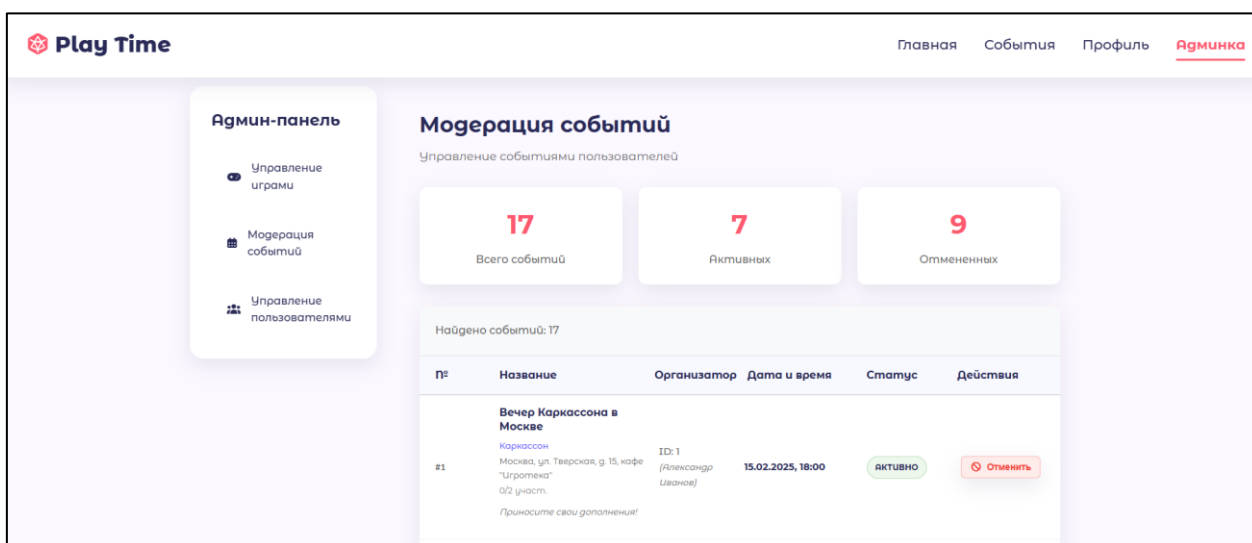 Play Time
Главная События Профиль Админка
Админ-панель
Управление
играми
Модерация
событий
Управление
пользователями
Модерация событий
Управление событиями пользователей
17 7 9
Всего событий Активных Отмененных
Найдено событий: 17
№ Название Организатор Дата и время Статус Действия
Вечер Каркассона в
Москве
Каркассон
Москва, ул. Тверская, д. 15, кафе
"Игротека"
0/2 участ.
Приносите свои дополнения!
#1
ID: 1
(Александр
Иванов)
15.02.2025, 18:00
АКТИВНО
Отменить